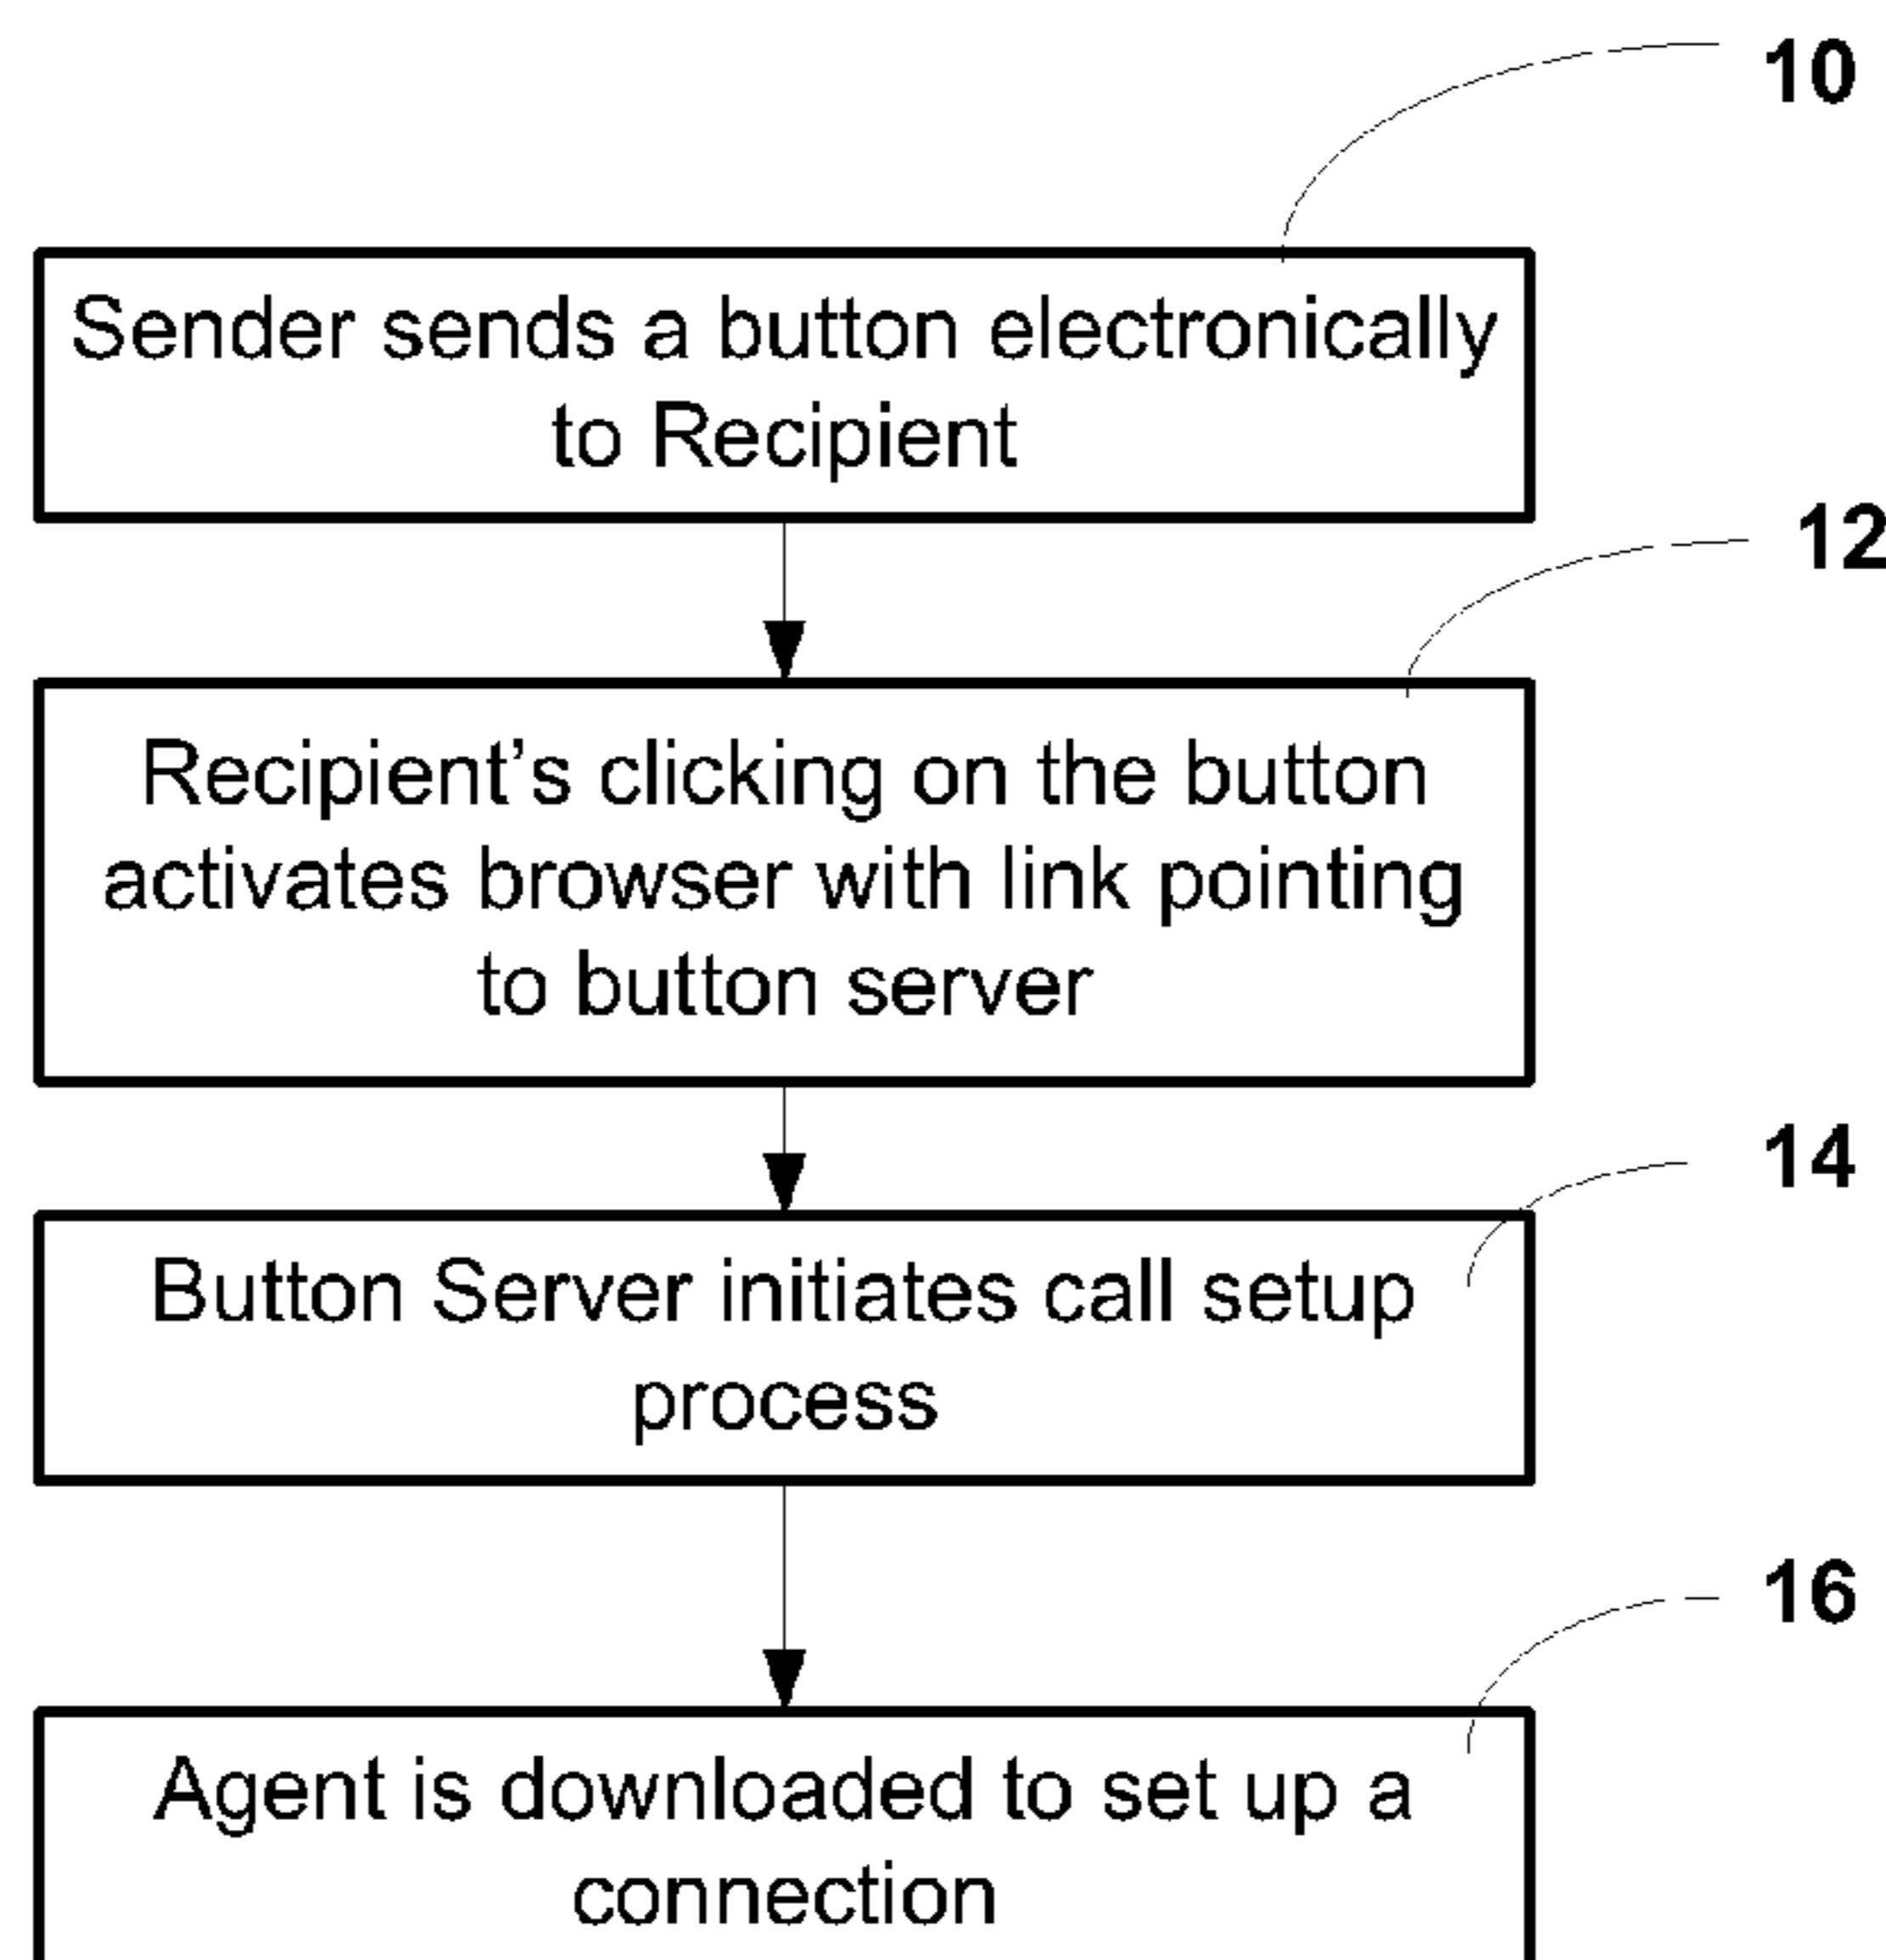 10
Sender sends a button electronically
to Recipient
12
Recipient's clicking on the button
activates browser with link pointing
to button server
14
Button Server initiates call setup
process
16
Agent is downloaded to set up a
connection